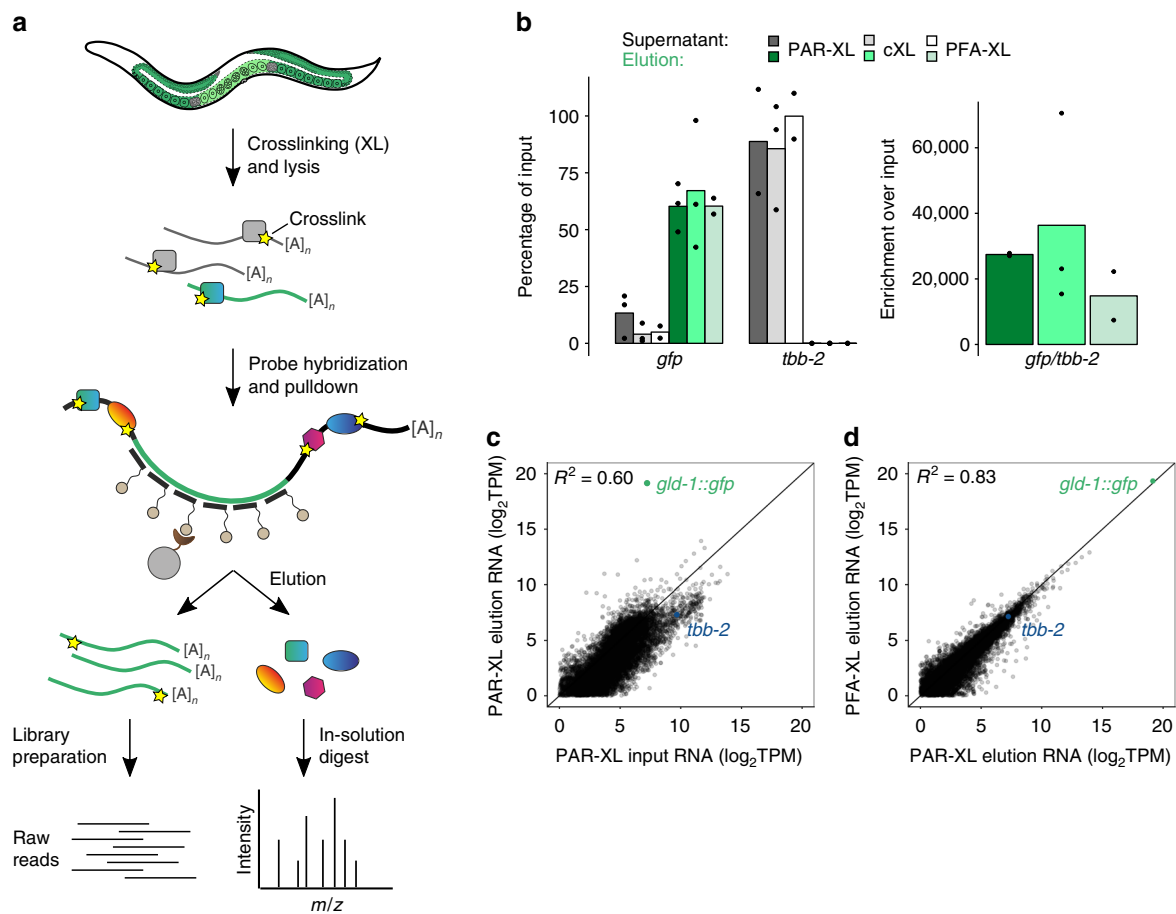 a
Crosslinking (XL)
and lysis
Crosslink
[A]n
[A]n
[A]n
Probe hybridization
and pulldown
[A]n
Elution
[A]n
[A]n
[A]n
Library
preparation
In-solution
digest
Raw
reads
Intensity
m/z
b
Supernatant:
Elution:
PAR-XL
cXL
PFA-XL
Percentage of input
100
75
50
25
0
gfp
tbb-2
Enrichment over input
60,000
40,000
20,000
0
gfp/tbb-2
c
R² = 0.60
gld-1::gfp
tbb-2
PAR-XL elution RNA (log₂TPM)
20
15
10
5
0
0 5 10 15 20
PAR-XL input RNA (log₂TPM)
d
R² = 0.83
gld-1::gfp
tbb-2
PFA-XL elution RNA (log₂TPM)
20
15
10
5
0
0 5 10 15 20
PAR-XL elution RNA (log₂TPM)